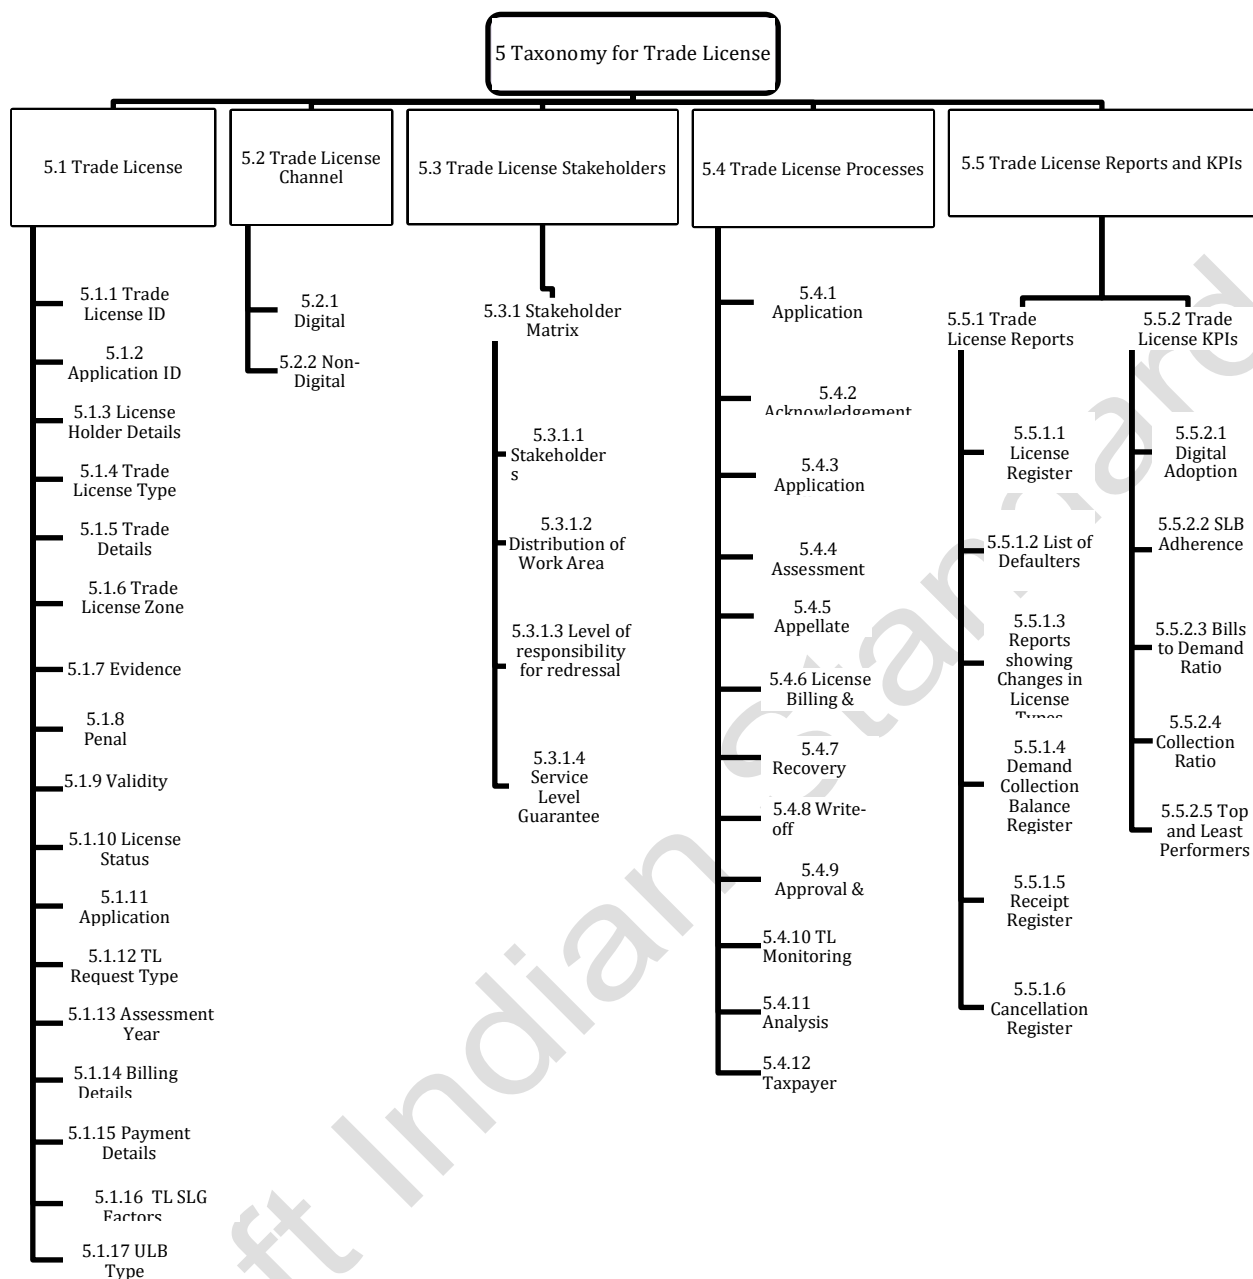 5 Taxonomy for Trade License
5.1 Trade License
5.2 Trade License
Channel
5.3 Trade License Stakeholders
5.4 Trade License Processes
5.5 Trade License Reports and KPIs
5.1.1 Trade
License ID
5.1.2
Application ID
5.1.3 License
Holder Details
5.1.4 Trade
License Type
5.1.5 Trade
Details
5.1.6 Trade
License Zone
5.1.7 Evidence
5.1.8
Penal
5.1.9 Validity
5.1.10 License
Status
5.1.11
Application
5.1.12 TL
Request Type
5.1.13 Assessment
Year
5.1.14 Billing
Details
5.1.15 Payment
Details
5.1.16 TL SLG
Factors
5.1.17 ULB
Type
5.2.1
Digital
5.2.2 Non-
Digital
5.3.1 Stakeholder
Matrix
5.3.1.1
Stakeholder
s
5.3.1.2
Distribution of
Work Area
5.3.1.3 Level of
responsibility
for redressal
5.3.1.4
Service
Level
Guarantee
5.4.1
Application
5.4.2
Acknowledgement
5.4.3
Application
5.4.4
Assessment
5.4.5
Appellate
5.4.6 License
Billing &
5.4.7
Recovery
5.4.8 Write-
off
5.4.9
Approval &
5.4.10 TL
Monitoring
5.4.11
Analysis
5.4.12
Taxpayer
5.5.1 Trade
License Reports
5.5.1.1
License
Register
5.5.1.2 List of
Defaulters
5.5.1.3
Reports
showing
Changes in
License
Types
5.5.1.4
Demand
Collection
Balance
Register
5.5.1.5
Receipt
Register
5.5.1.6
Cancellation
Register
5.5.2 Trade
License KPIs
5.5.2.1
Digital
Adoption
5.5.2.2 SLB
Adherence
5.5.2.3 Bills
to Demand
Ratio
5.5.2.4
Collection
Ratio
5.5.2.5 Top
and Least
Performers
ft Indian Standard